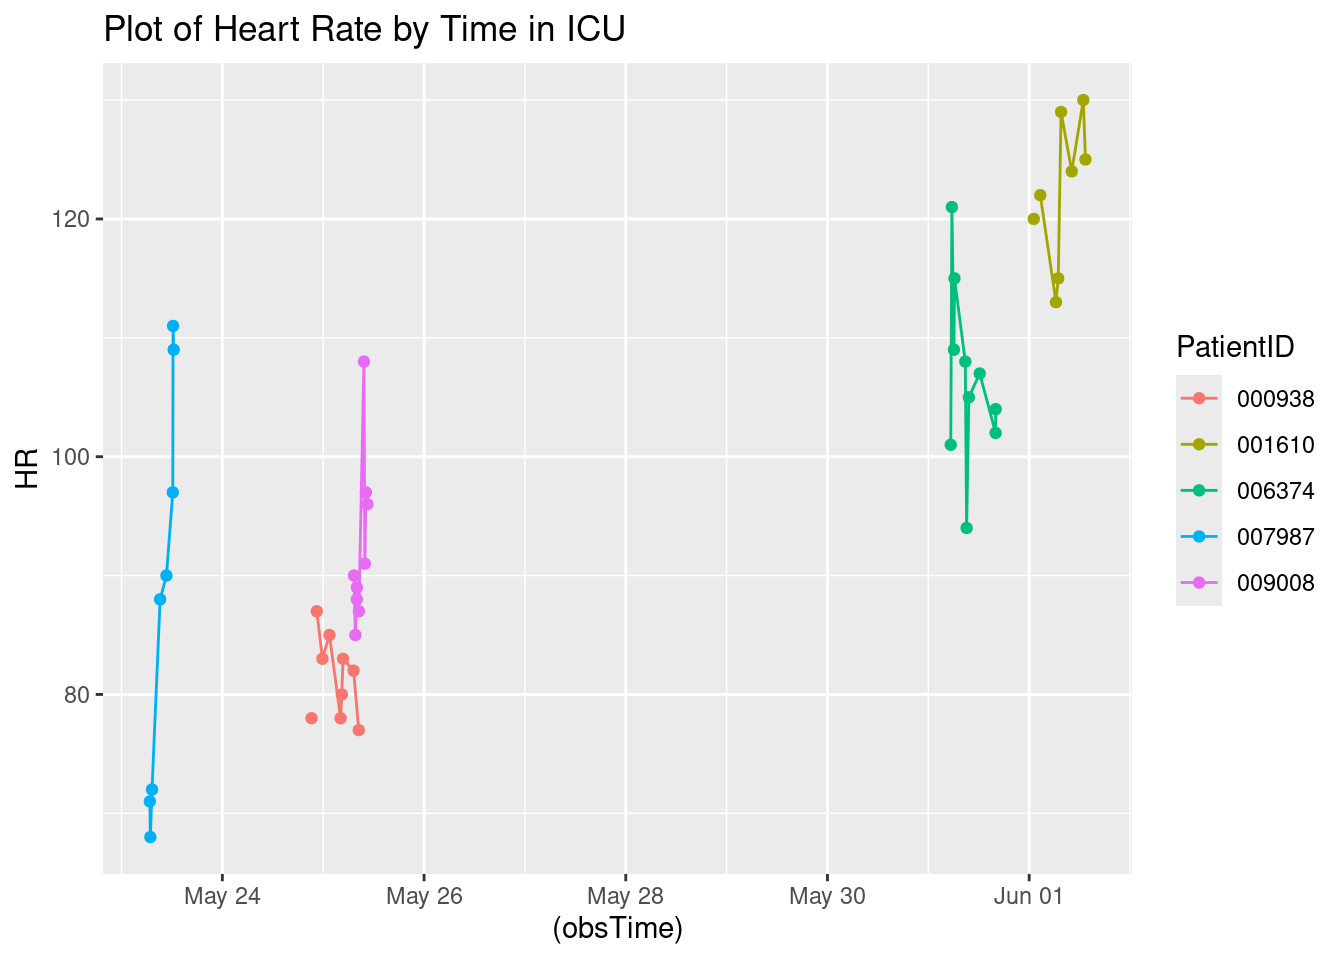 Plot of Heart Rate by Time in ICU
HR
120
100
80
May 24
May 26
May 28
May 30
Jun 01
(obsTime)
PatientID
000938
001610
006374
007987
009008